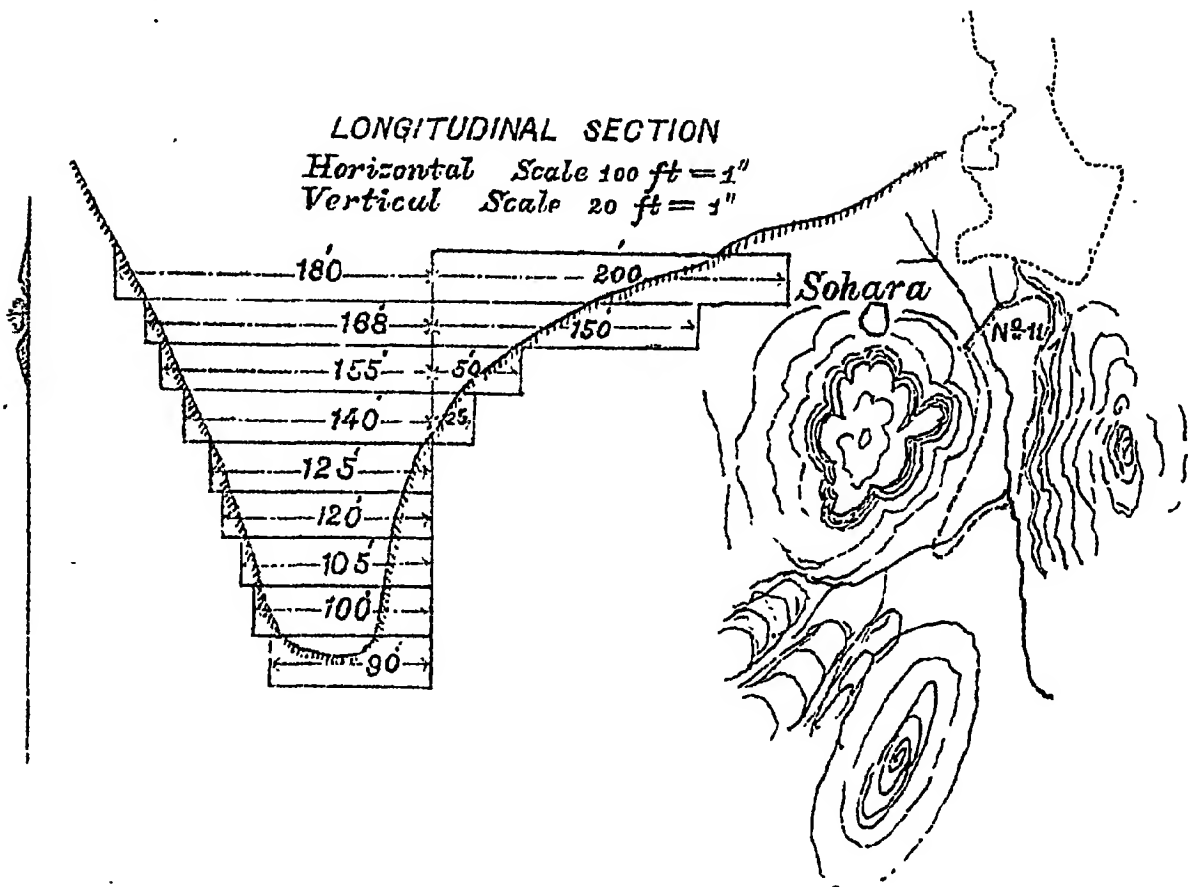 LONGITUDINAL SECTION
Horizontal Scale 100 ft = 1"
Verticul Scale 20 ft = 1"
180' 200'
Sohara
168' 150'
No. 11
155' 50'
140' 25
125'
120'
105'
100'
90'